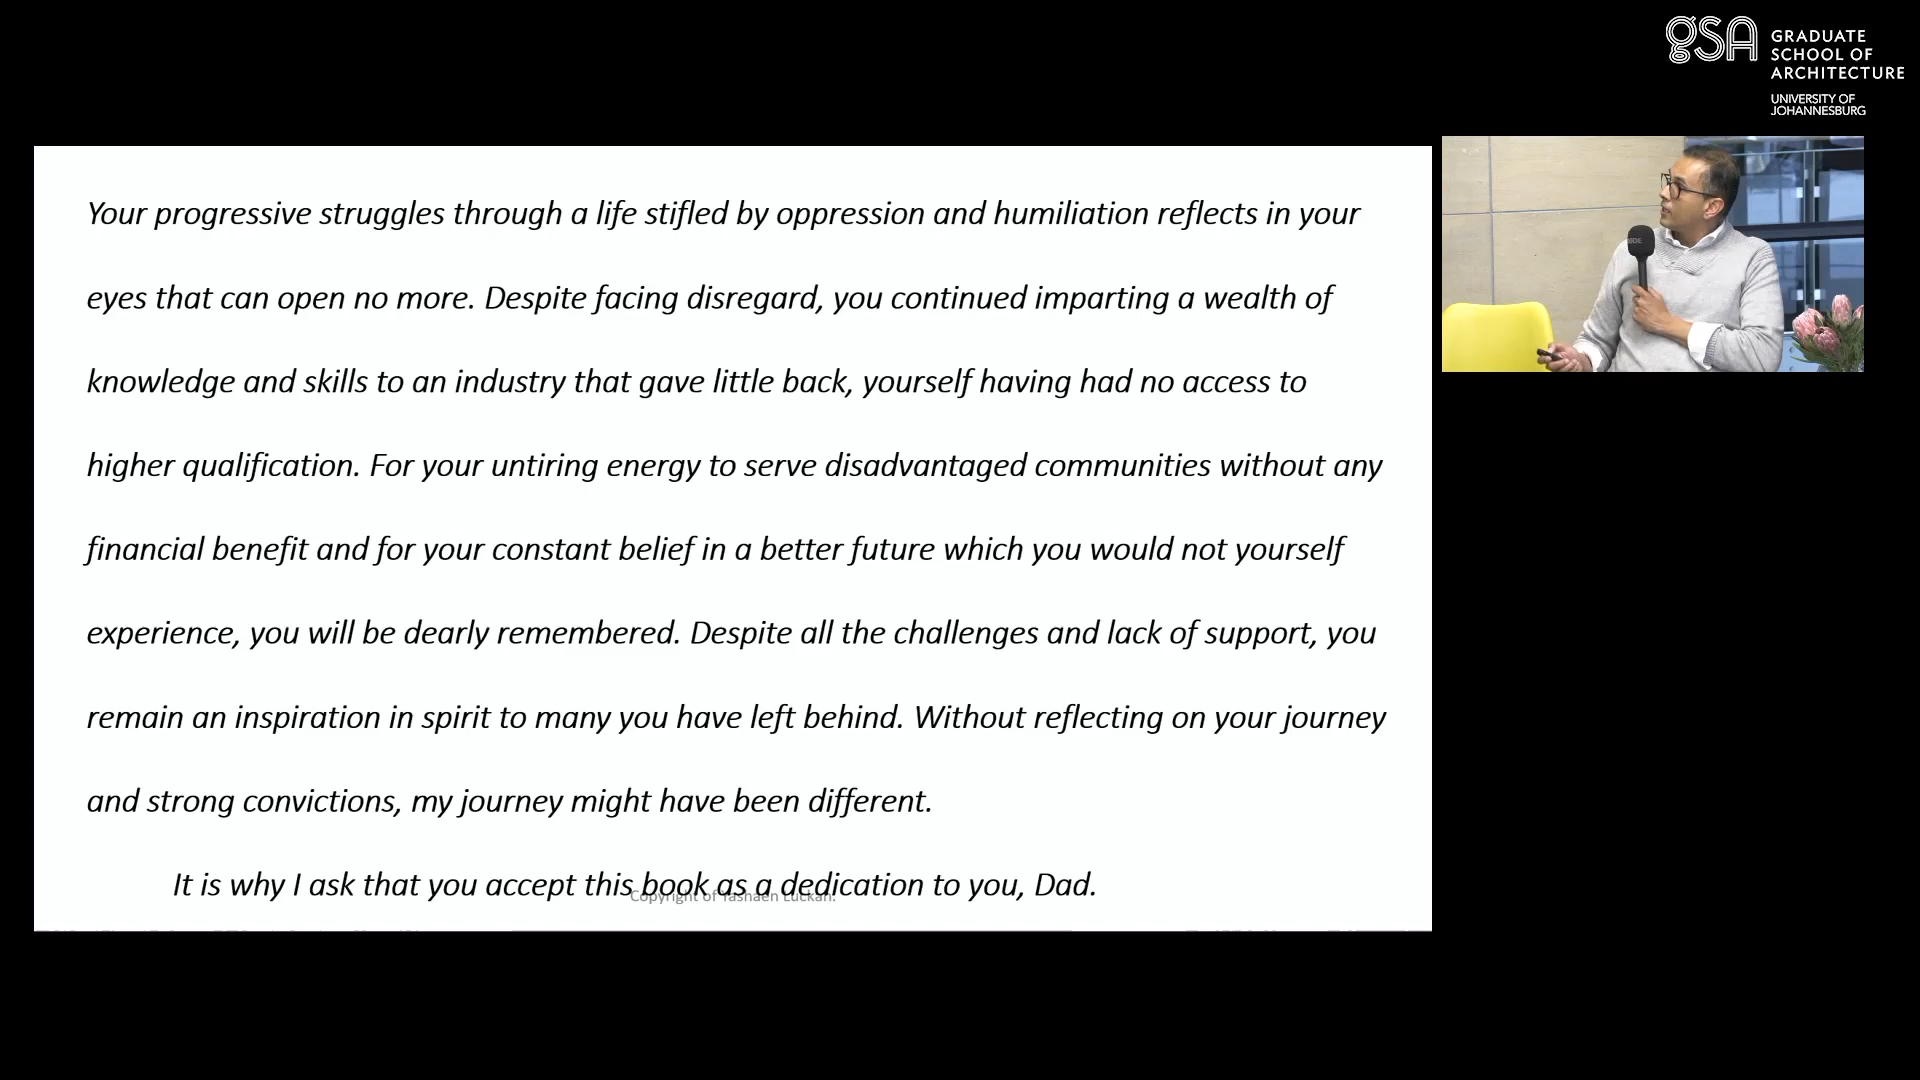 gSA
GRADUATE
SCHOOL OF
ARCHITECTURE
UNIVERSITY OF
JOHANNESBURG
Your progressive struggles through a life stifled by oppression and humiliation reflects in your
eyes that can open no more. Despite facing disregard, you continued imparting a wealth of
knowledge and skills to an industry that gave little back, yourself having had no access to
higher qualification. For your untiring energy to serve disadvantaged communities without any
financial benefit and for your constant belief in a better future which you would not yourself
experience, you will be dearly remembered. Despite all the challenges and lack of support, you
remain an inspiration in spirit to many you have left behind. Without reflecting on your journey
and strong convictions, my journey might have been different.
It is why I ask that you accept this book as a dedication to you, Dad.
Copyright of Yashaen Luckan.